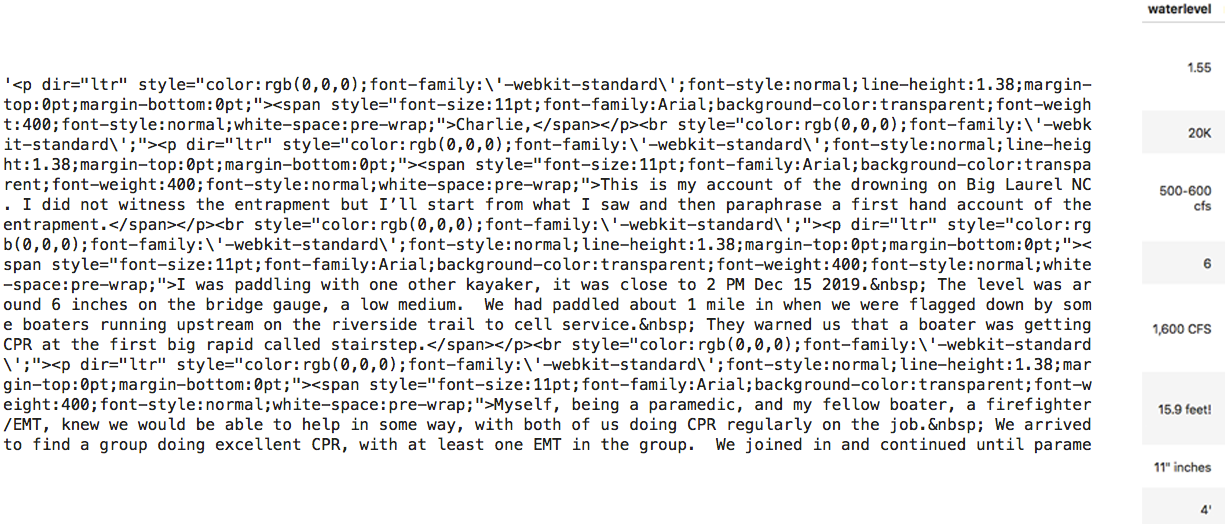 '<p dir="ltr" style="color:rgb(0,0,0);font-family:\'-webkit-standard\';font-style:normal;line-height:1.38;margin-
top:0pt;margin-bottom:0pt;"><span style="font-size:11pt;font-family:Arial;background-color:transparent;font-weigh
t:400;font-style:normal;white-space:pre-wrap;">Charlie,</span></p><br style="color:rgb(0,0,0);font-family:\'-webk
it-standard\';"><p dir="ltr" style="color:rgb(0,0,0);font-family:\'-webkit-standard\';font-style:normal;line-heig
ht:1.38;margin-top:0pt;margin-bottom:0pt;"><span style="font-size:11pt;font-family:Arial;background-color:transpa
rent;font-weight:400;font-style:normal;white-space:pre-wrap;">This is my account of the drowning on Big Laurel NC
. I did not witness the entrapment but I’ll start from what I saw and then paraphrase a first hand account of the
entrapment.</span></p><br style="color:rgb(0,0,0);font-family:\'-webkit-standard\';"><p dir="ltr" style="color:rg
b(0,0,0);font-family:\'-webkit-standard\';font-style:normal;line-height:1.38;margin-top:0pt;margin-bottom:0pt;"><
span style="font-size:11pt;font-family:Arial;background-color:transparent;font-weight:400;font-style:normal;white
-space:pre-wrap;">I was paddling with one other kayaker, it was close to 2 PM Dec 15 2019.&nbsp; The level was ar
ound 6 inches on the bridge gauge, a low medium.  We had paddled about 1 mile in when we were flagged down by som
e boaters running upstream on the riverside trail to cell service.&nbsp; They warned us that a boater was getting
CPR at the first big rapid called stairstep.</span></p><br style="color:rgb(0,0,0);font-family:\'-webkit-standard
\';"><p dir="ltr" style="color:rgb(0,0,0);font-family:\'-webkit-standard\';font-style:normal;line-height:1.38;mar
gin-top:0pt;margin-bottom:0pt;"><span style="font-size:11pt;font-family:Arial;background-color:transparent;font-w
eight:400;font-style:normal;white-space:pre-wrap;">Myself, being a paramedic, and my fellow boater, a firefighter
/EMT, knew we would be able to help in some way, with both of us doing CPR regularly on the job.&nbsp; We arrived
to find a group doing excellent CPR, with at least one EMT in the group.  We joined in and continued until parame
waterlevel
1.55
20K
500-600
cfs
6
1,600 CFS
15.9 feet!
11" inches
4'